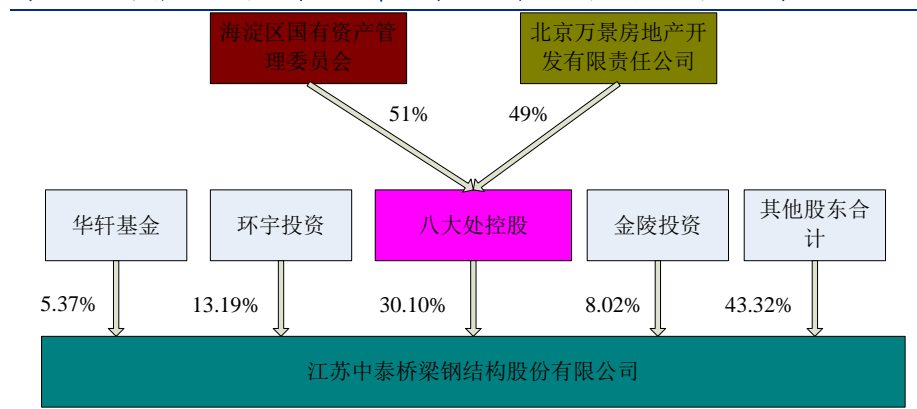 海淀区国有资产管
理委员会
北京万景房地产开
发有限责任公司
51%
49%
华轩基金
环宇投资
八大处控股
金陵投资
其他股东合
计
5.37%
13.19%
30.10%
8.02%
43.32%
江苏中泰桥梁钢结构股份有限公司